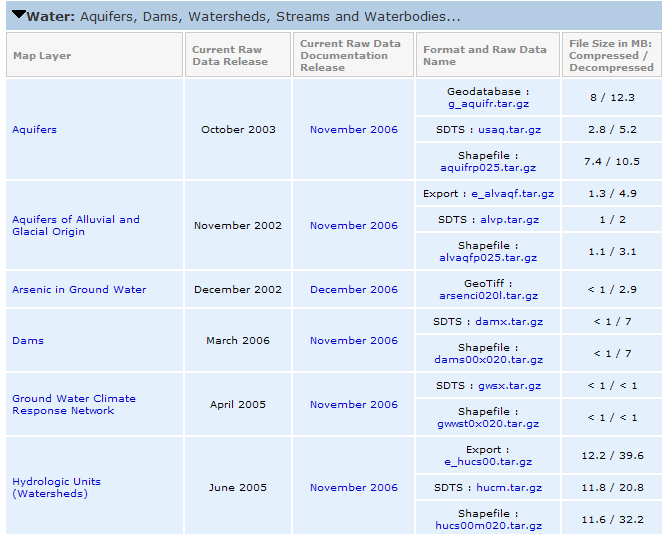 Water: Aquifers, Dams, Watersheds, Streams and Waterbodies...
Map Layer
Current Raw
Data Release
Current Raw Data
Documentation
Release
Format and Raw Data
Name
File Size in MB:
Compressed /
Decompressed
Aquifers
October 2003
November 2006
Geodatabase :
g_aquifr.tar.gz
8 / 12.3
SDTS : usaq.tar.gz
2.8 / 5.2
Shapefile :
aquifrp025.tar.gz
7.4 / 10.5
Aquifers of Alluvial and
Glacial Origin
November 2002
November 2006
Export : e_alvaqf.tar.gz
1.3 / 4.9
SDTS : alvp.tar.gz
1 / 2
Shapefile :
alvaqfp025.tar.gz
1.1 / 3.1
Arsenic in Ground Water
December 2002
December 2006
GeoTiff :
arsenci020l.tar.gz
< 1 / 2.9
Dams
March 2006
November 2006
SDTS : damx.tar.gz
< 1 / 7
Shapefile :
dams00x020.tar.gz
< 1 / 7
Ground Water Climate
Response Network
April 2005
November 2006
SDTS : gwsx.tar.gz
< 1 / < 1
Shapefile :
gwwst0x020.tar.gz
< 1 / < 1
Hydrologic Units
(Watersheds)
June 2005
November 2006
Export :
e_hucs00.tar.gz
12.2 / 39.6
SDTS : hucm.tar.gz
11.8 / 20.8
Shapefile :
hucs00m020.tar.gz
11.6 / 32.2